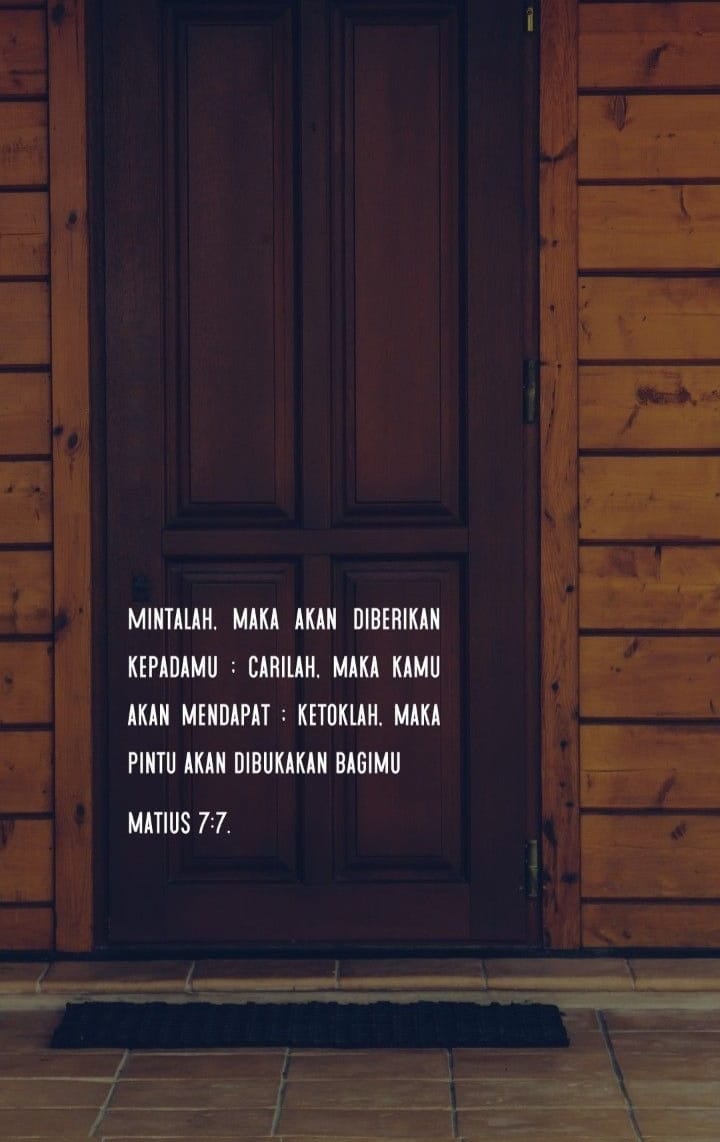 MINTALAH, MAKA AKAN DIBERIKAN
KEPADAMU : CARILAH, MAKA KAMU
AKAN MENDAPAT : KETOKLAH, MAKA
PINTU AKAN DIBUKAKAN BAGIMU
MATIUS 7:7.